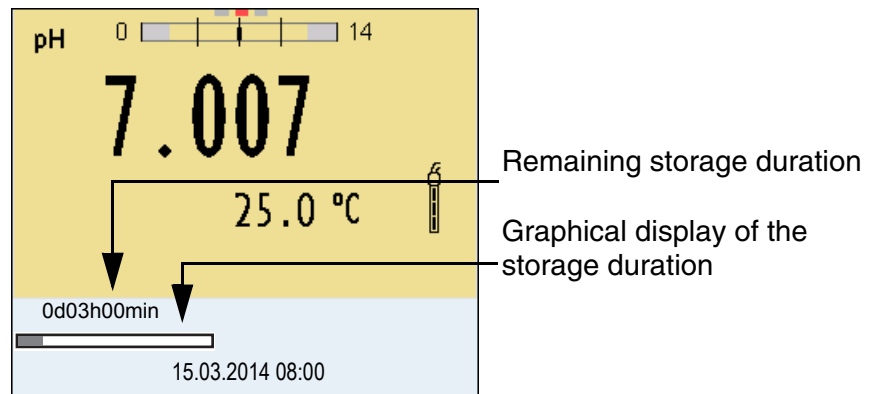 pH 0 14
7.007
25.0 °C
Remaining storage duration
Graphical display of the
storage duration
0d03h00min
15.03.2014 08:00